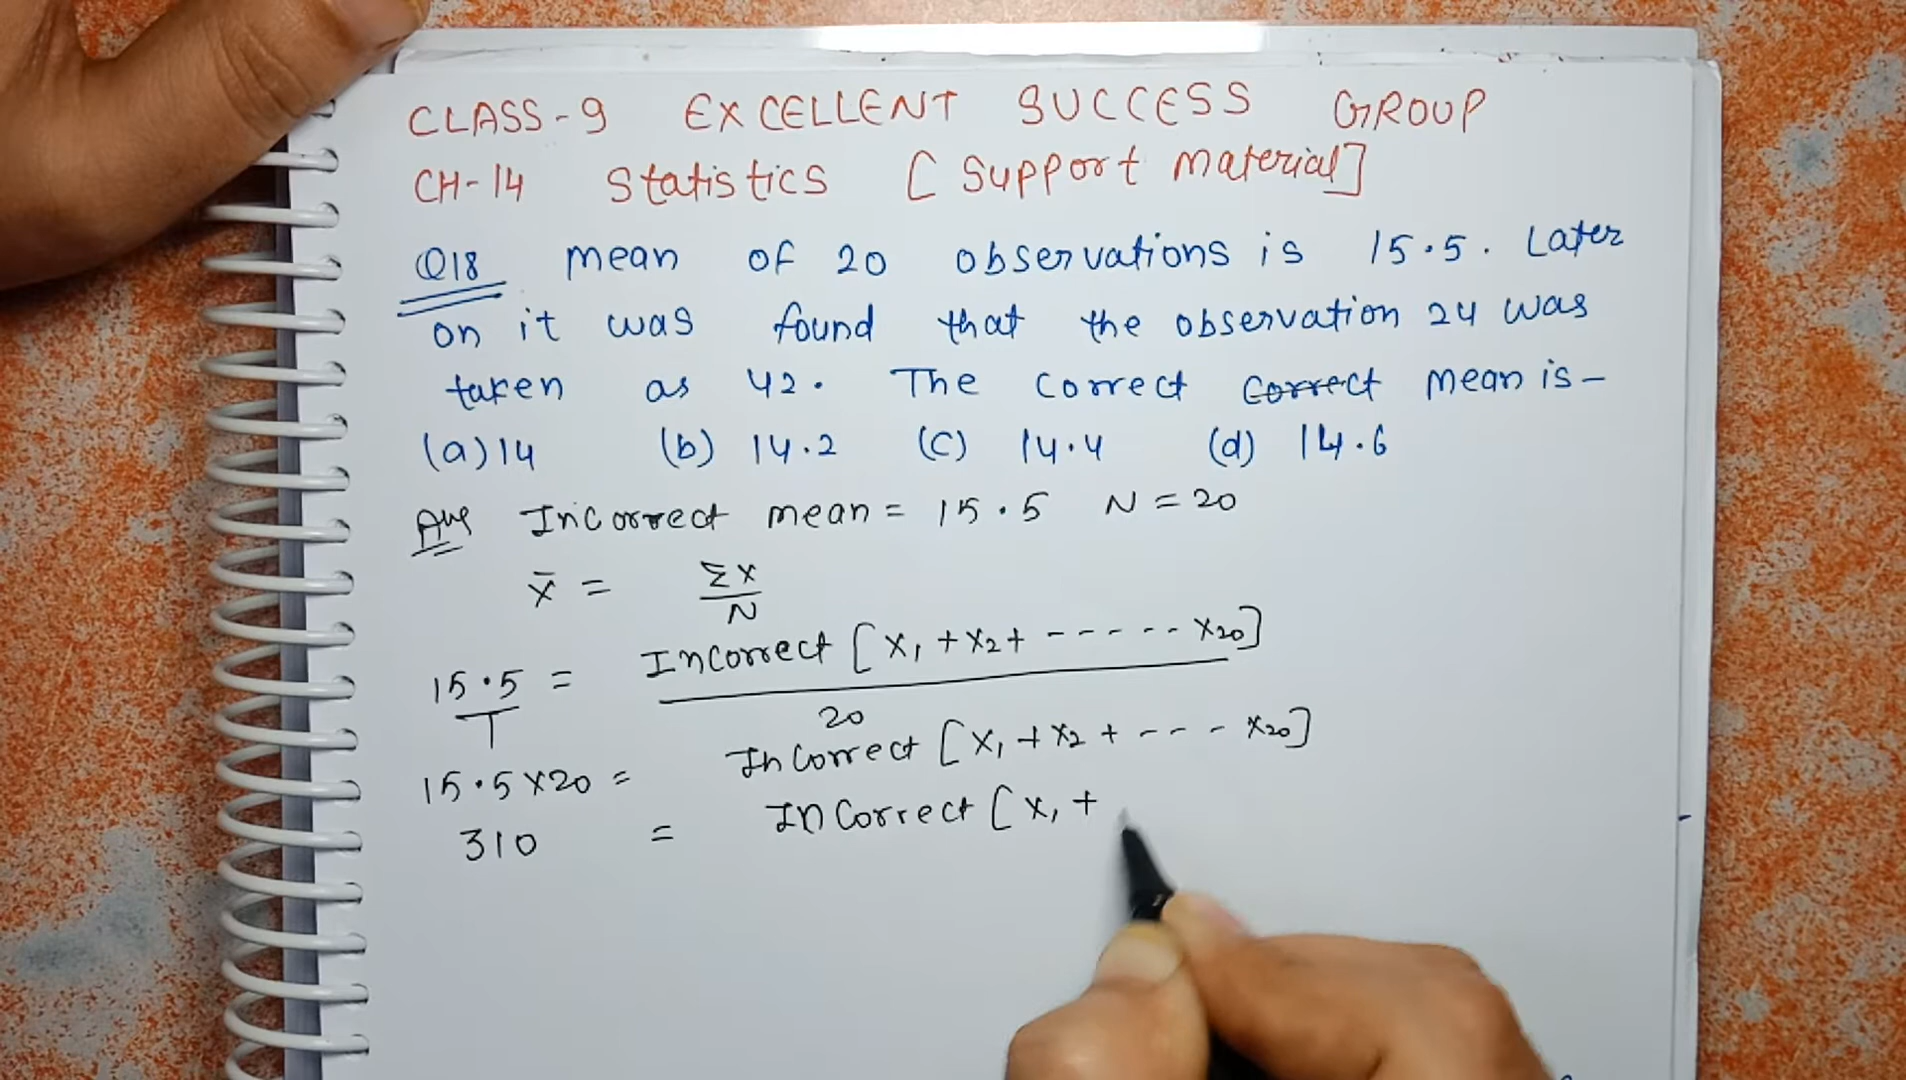 CLASS-9 EXCELLENT SUCCESS GROUP
CH-14 Statistics [Support Material]
Q18 mean of 20 observations is 15.5. Later
on it was found that the observation 24 was
taken as 42. The correct correct mean is-
(a) 14 (b) 14.2 (c) 14.4 (d) 14.6
Ans Incorrect mean = 15.5 N = 20
x̄ = Σx/N
15.5/1 = Incorrect [x₁ + x₂ + ------ x₂₀]/20
15.5 x 20 = Incorrect [x₁ + x₂ + ---- x₂₀]
310 = InCorrect [x₁ +